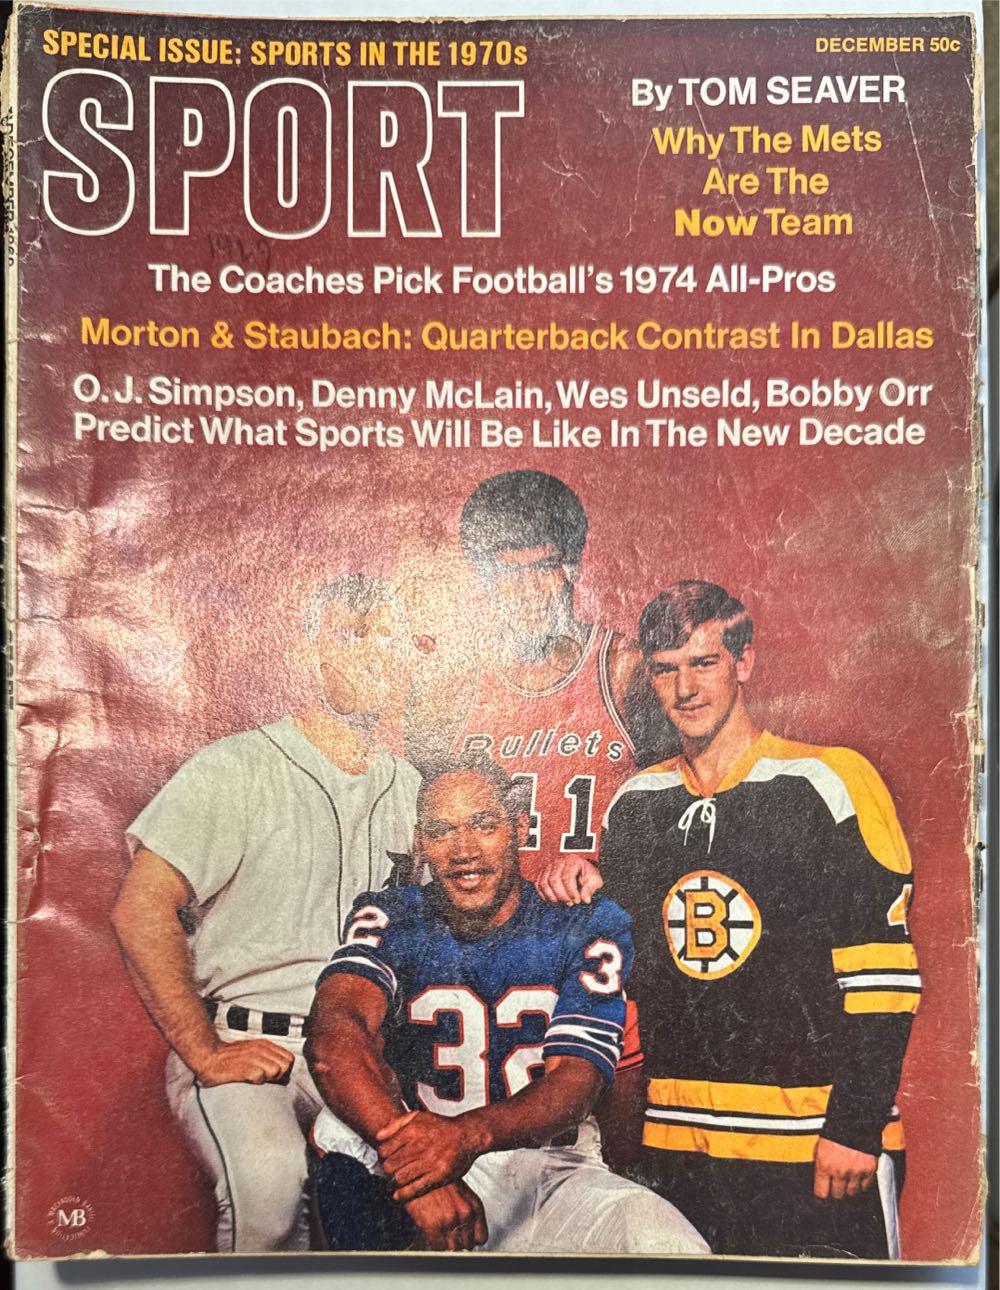 SPECIAL ISSUE: SPORTS IN THE 1970s
DECEMBER 50c
SPORT
By TOM SEAVER
Why The Mets
Are The
Now Team
The Coaches Pick Football's 1974 All-Pros
Morton & Staubach: Quarterback Contrast In Dallas
O.J. Simpson, Denny McLain, Wes Unseld, Bobby Orr
Predict What Sports Will Be Like In The New Decade
Bullets
41
32
32
3
B
4
MB